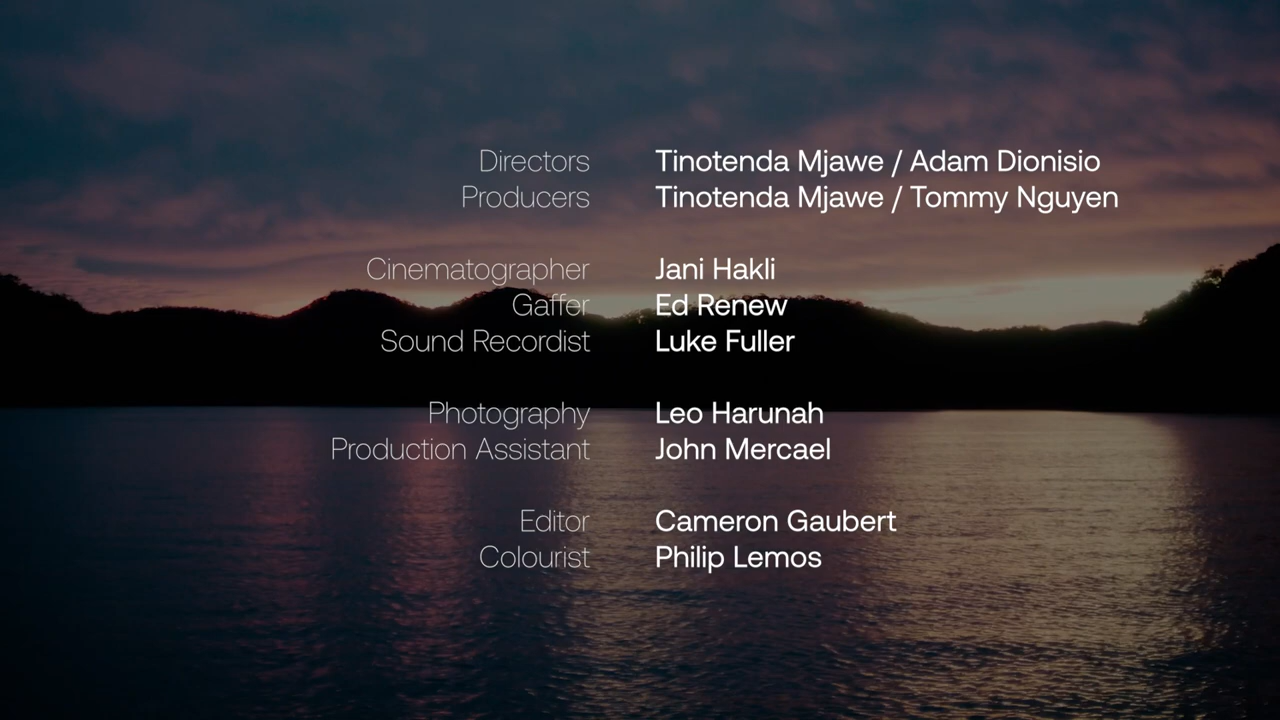 Directors Tinotenda Mjawe / Adam Dionisio
Producers Tinotenda Mjawe / Tommy Nguyen
Cinematographer Jani Hakli
Gaffer Ed Renew
Sound Recordist Luke Fuller
Photography Leo Harunah
Production Assistant John Mercael
Editor Cameron Gaubert
Colourist Philip Lemos